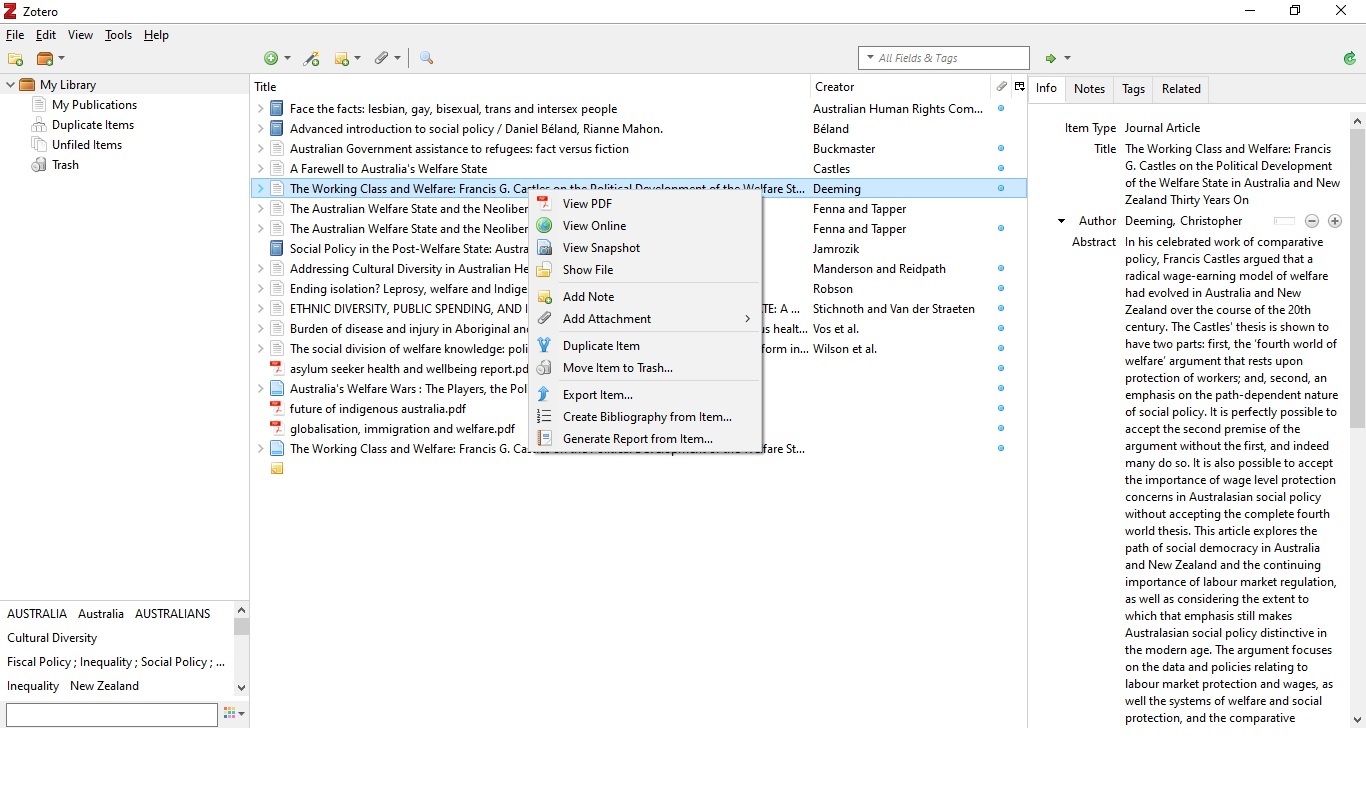 Zotero
File Edit View Tools Help
All Fields & Tags
My Library
My Publications
Duplicate Items
Unfiled Items
Trash
AUSTRALIA Australia AUSTRALIANS
Cultural Diversity
Fiscal Policy ; Inequality ; Social Policy ; ...
Inequality New Zealand
Title Creator
Face the facts: lesbian, gay, bisexual, trans and intersex people Australian Human Rights Com...
Advanced introduction to social policy / Daniel Béland, Rianne Mahon. Béland
Australian Government assistance to refugees: fact versus fiction Buckmaster
A Farewell to Australia's Welfare State Castles
The Working Class and Welfare: Francis G. Castles on the Political Development of the Welfare St... Deeming
The Australian Welfare State and the Neoliber Fenna and Tapper
The Australian Welfare State and the Neoliber Fenna and Tapper
Social Policy in the Post-Welfare State: Austra Jamrozik
Addressing Cultural Diversity in Australian He Manderson and Reidpath
Ending isolation? Leprosy, welfare and Indige Robson
ETHNIC DIVERSITY, PUBLIC SPENDING, AND I TE: A ... Stichnoth and Van der Straeten
Burden of disease and injury in Aboriginal and us healt... Vos et al.
The social division of welfare knowledge: poli form in... Wilson et al.
asylum seeker health and wellbeing report.pd
Australia's Welfare Wars : The Players, the Pol
future of indigenous australia.pdf
globalisation, immigration and welfare.pdf
The Working Class and Welfare: Francis G. Castles on the Political Development of the Welfare St...
View PDF
View Online
View Snapshot
Show File
Add Note
Add Attachment
Duplicate Item
Move Item to Trash...
Export Item...
Create Bibliography from Item...
Generate Report from Item...
Info Notes Tags Related
Item Type Journal Article
Title The Working Class and Welfare: Francis
G. Castles on the Political Development
of the Welfare State in Australia and New
Zealand Thirty Years On
Author Deeming, Christopher
Abstract In his celebrated work of comparative
policy, Francis Castles argued that a
radical wage-earning model of welfare
had evolved in Australia and New
Zealand over the course of the 20th
century. The Castles' thesis is shown to
have two parts: first, the 'fourth world of
welfare' argument that rests upon
protection of workers; and, second, an
emphasis on the path-dependent nature
of social policy. It is perfectly possible to
accept the second premise of the
argument without the first, and indeed
many do so. It is also possible to accept
the importance of wage level protection
concerns in Australasian social policy
without accepting the complete fourth
world thesis. This article explores the
path of social democracy in Australia
and New Zealand and the continuing
importance of labour market regulation,
as well as considering the extent to
which that emphasis still makes
Australasian social policy distinctive in
the modern age. The argument focuses
on the data and policies relating to
labour market protection and wages, as
well the systems of welfare and social
protection, and the comparative